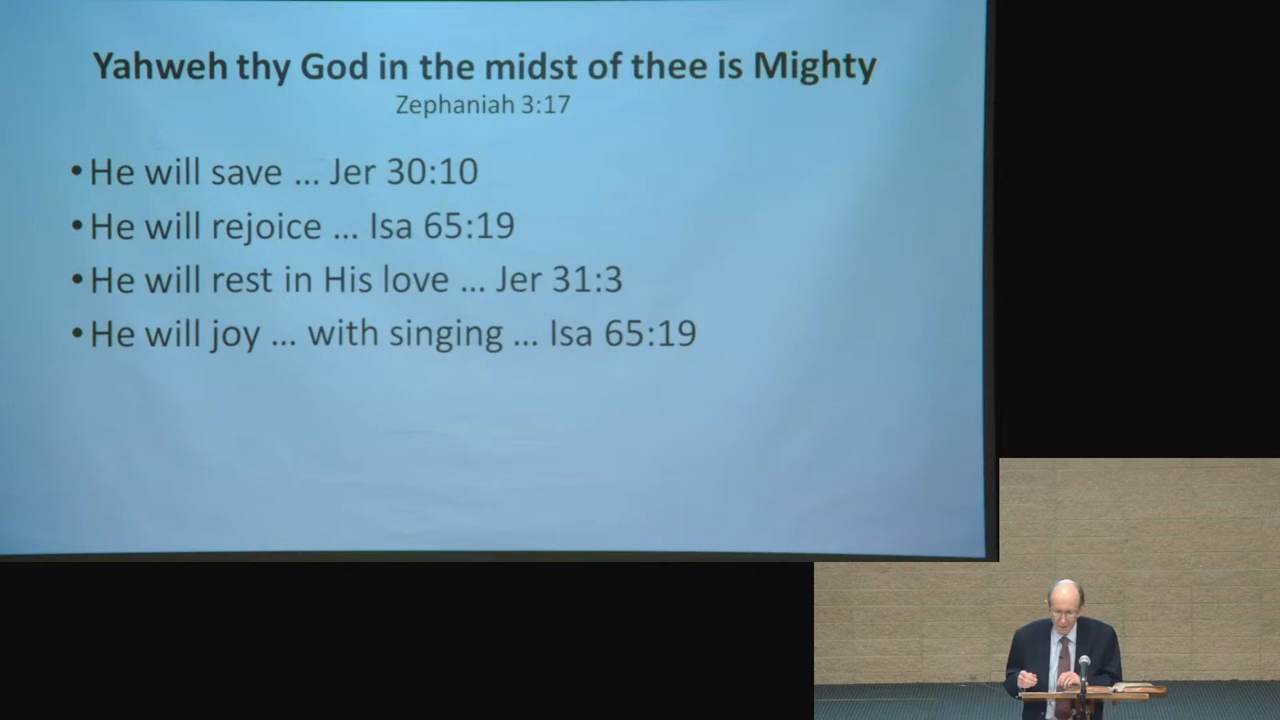 Yahweh thy God in the midst of thee is Mighty
Zephaniah 3:17
• He will save ... Jer 30:10
• He will rejoice ... Isa 65:19
• He will rest in His love ... Jer 31:3
• He will joy ... with singing ... Isa 65:19